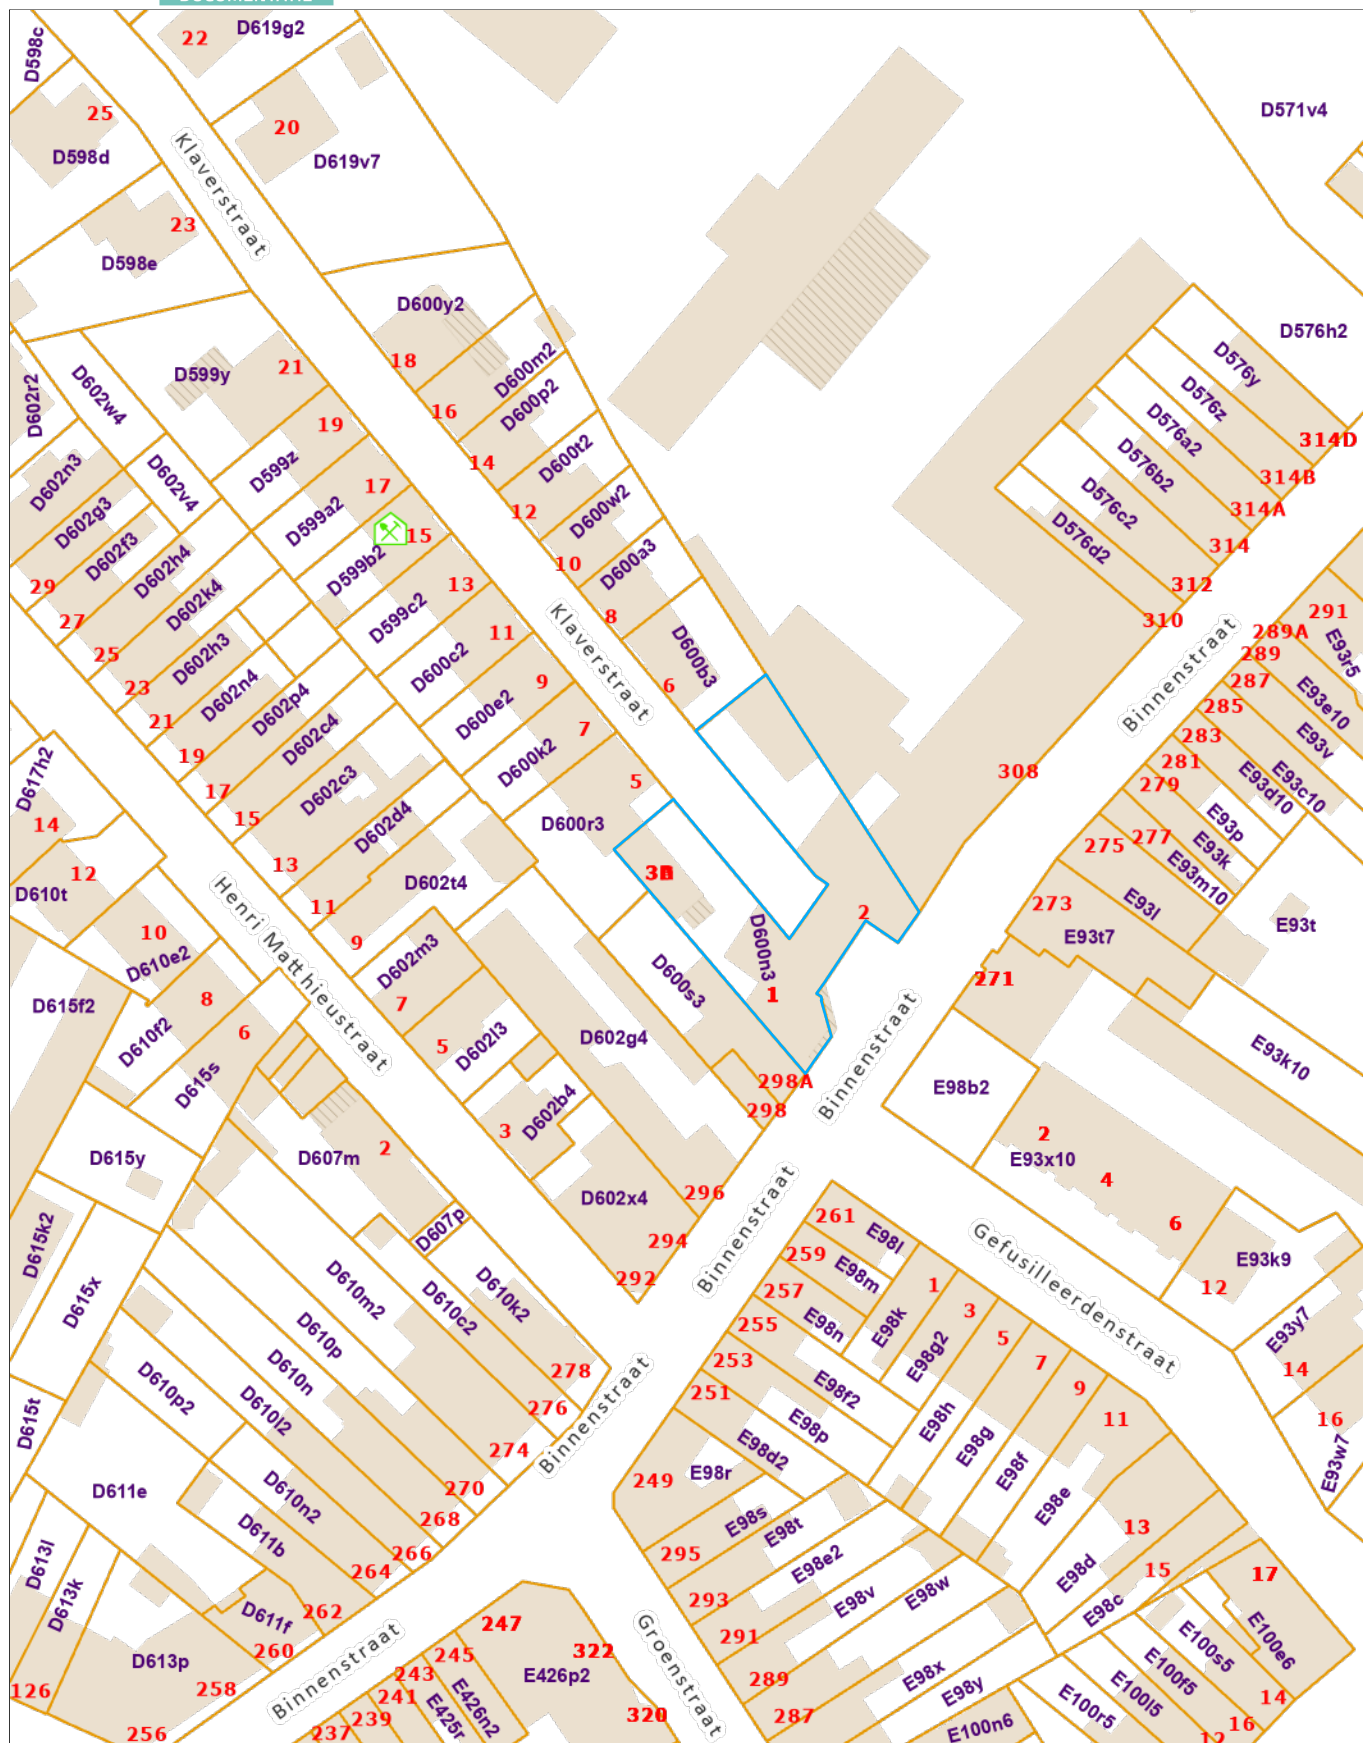 D619g2
22
D598c
25
D571v4
20
D598d
D619v7
Klaverstraat
23
D598e
D600y2
D576h2
18
D599y
21
D600m2
D576y
D602r2
D602w4
16
D600p2
D576z
19
D576a2
314D
D599z
14
D600t2
D576b2
314B
D602n3
D602v4
17
D599a2
12
D600w2
D576c2
314A
D602g3
15
D576d2
314
D602f3
D599b2
10
D600a3
29
D602h4
13
312
27
D602k4
D599c2
8
310
291
25
D602h3
11
Klaverstraat
289A
D600c2
D600b3
289
E93r5
23
D602n4
9
6
Binnenstraat
287
E93e10
21
D602p4
D600e2
285
19
D602c4
7
283
E93v
17
D602c3
D600k2
5
308
281
E93c10
D617h2
15
279
E93d10
14
D602d4
D600r3
E93p
13
277
E93k
12
D602t4
275
E93m10
D610t
11
2
273
E93l
10
Henri Matthieustraat
9
E93t
D610e2
D602m3
D600n3
E93t7
8
D600s3
271
D615f2
7
1
6
5
D610f2
D602l3
D602g4
Binnenstraat
E93k10
D615s
298A
E98b2
298
D602b4
3
2
2
D615y
D607m
E93x10
4
296
D602x4
D607p
Binnenstraat
261
6
D615k2
294
E98l
Gefusilleerdenstraat
E93k9
259
292
E98m
12
D615x
D610m2
D610k2
257
1
D610c2
255
E98n
E98k
3
E93y7
D610p
253
5
278
E98g2
7
14
D610n
251
E98f2
9
D610p2
276
E98p
E98h
11
16
D615t
D610l2
Binnenstraat
E98g
274
E98d2
E93w7
E98r
E98f
249
270
D611e
D610n2
E98e
268
E98s
13
D611b
E98t
266
295
15
D613l
264
E98e2
E98d
17
293
E98w
D613k
262
E98v
E98c
D611f
247
291
E100s5
E100e6
260
Binnenstraat
322
Groenstraat
D613p
245
E98x
E100f5
E426p2
289
126
258
243
E98y
E100l5
14
E426n2
241
E100r5
320
287
16
239
E425r
E100n6
256
237
12